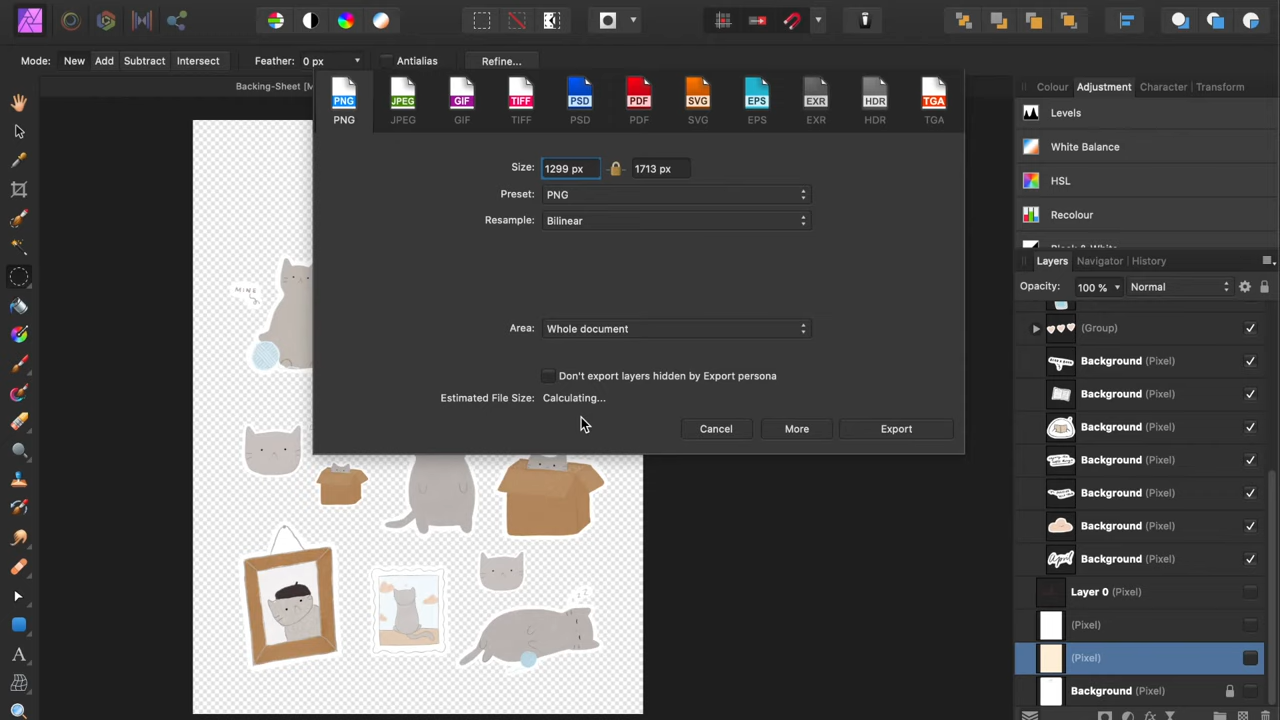 Mode: New Add Subtract Intersect Feather: 0 px Antialias Refine...
Backing-Sheet [M
PNG JPEG GIF TIFF PSD PDF SVG EPS EXR HDR TGA
PNG JPEG GIF TIFF PSD PDF SVG EPS EXR HDR TGA
Size: 1299 px 1713 px
Preset: PNG
Resample: Bilinear
Area: Whole document
Don't export layers hidden by Export persona
Estimated File Size: Calculating...
Cancel More Export
MINE
zzz
Colour Adjustment Character | Transform
Levels
White Balance
HSL
Recolour
Black & White
Layers Navigator | History
Opacity: 100 % Normal
(Group)
Background (Pixel)
Background (Pixel)
Background (Pixel)
Background (Pixel)
Background (Pixel)
Background (Pixel)
April Background (Pixel)
Layer 0 (Pixel)
(Pixel)
(Pixel)
Background (Pixel)